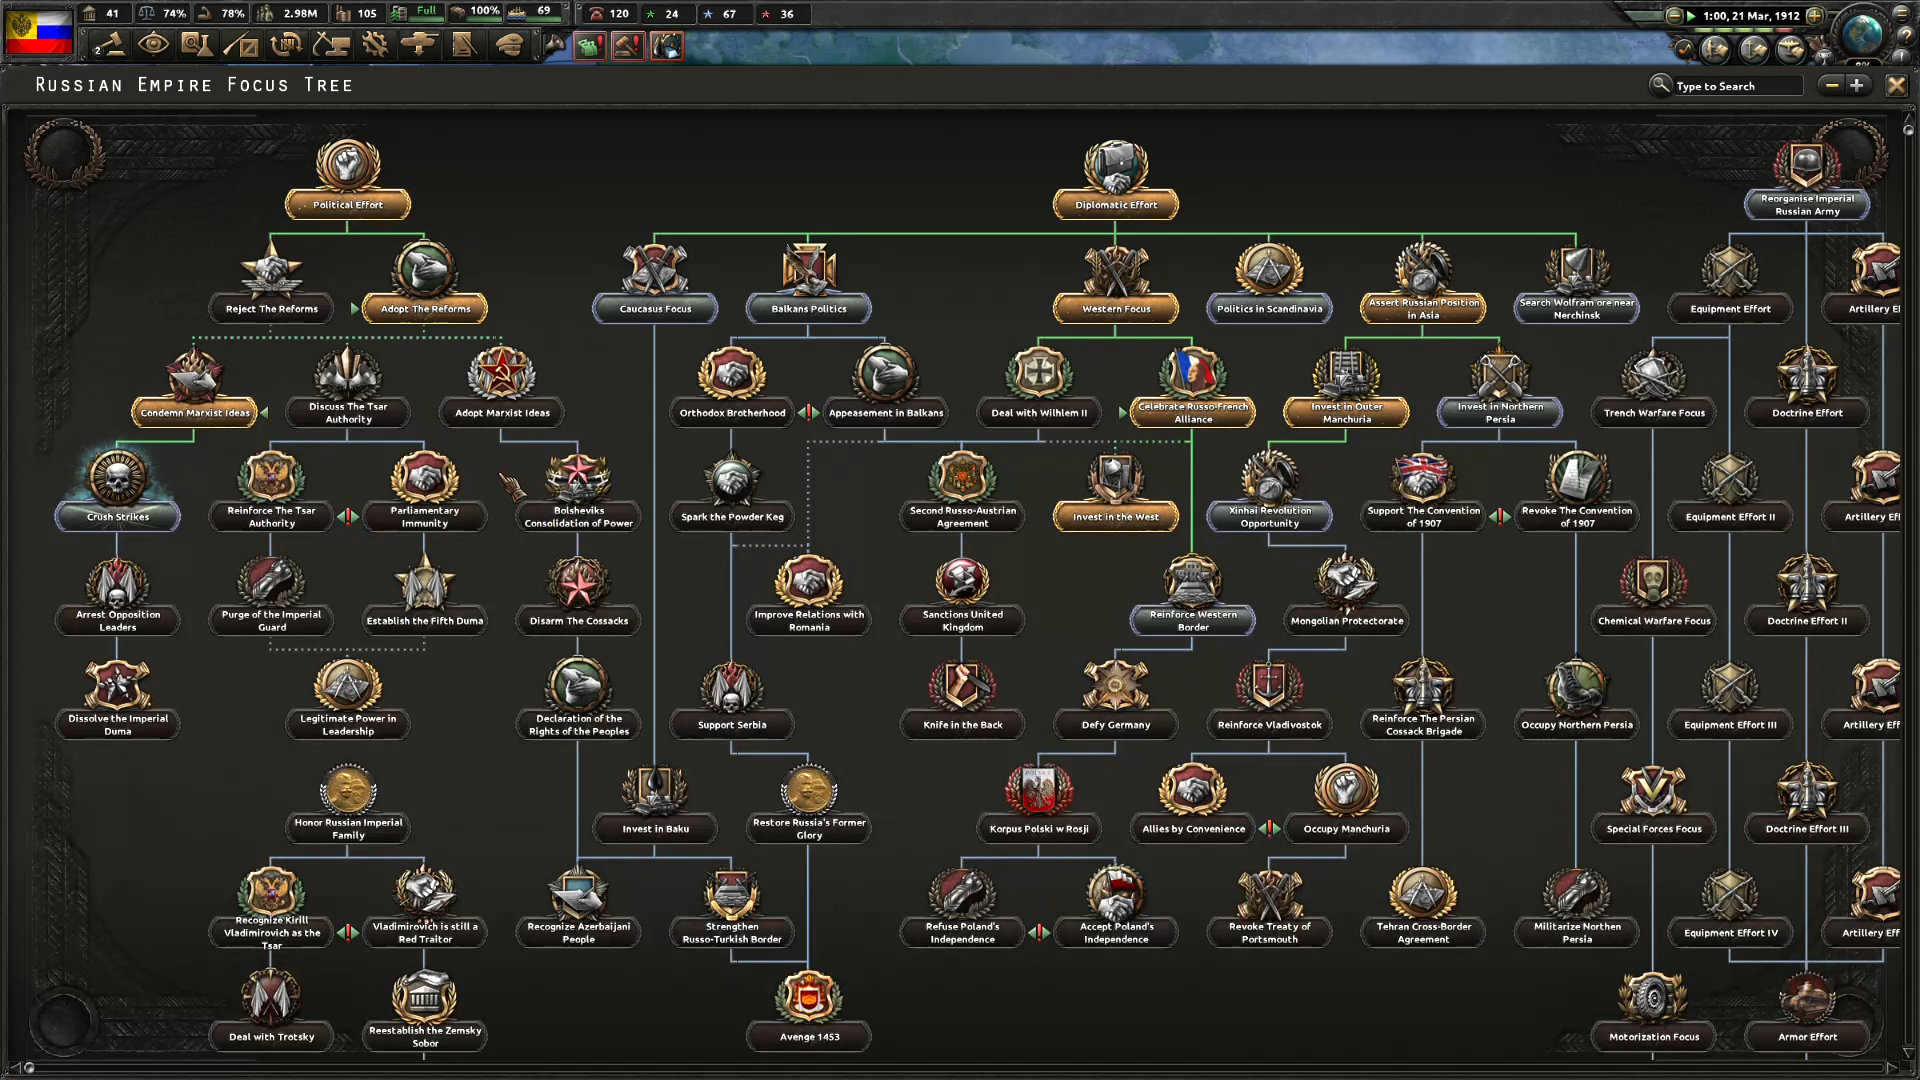 41 74% 78% 2.98M 105 Full 100% 69 120 24 67 36 1:00, 21 Mar, 1912
2
Russian Empire Focus Tree
Type to Search
Political Effort
Diplomatic Effort
Reorganise Imperial
Russian Army
Reject The Reforms
Adopt The Reforms
Caucasus Focus
Balkans Politics
Western Focus
Politics in Scandinavia
Assert Russian Position
in Asia
Search Wolfram ore near
Nerchinsk
Equipment Effort
Artillery Ef
Condemn Marxist Ideas
Discuss The Tsar
Authority
Adopt Marxist Ideas
Orthodox Brotherhood
Appeasement in Balkans
Deal with Wilhlem II
Celebrate Russo-French
Alliance
Invest in Outer
Manchuria
Invest in Northern
Persia
Trench Warfare Focus
Doctrine Effort
Crush Strikes
Reinforce The Tsar
Authority
Parliamentary
Immunity
Bolsheviks
Consolidation of Power
Spark the Powder Keg
Second Russo-Austrian
Agreement
Invest in the West
Xinhai Revolution
Opportunity
Support The Convention
of 1907
Revoke The Convention
of 1907
Equipment Effort II
Artillery Eff
Arrest Opposition
Leaders
Purge of the Imperial
Guard
Establish the Fifth Duma
Disarm The Cossacks
Improve Relations with
Romania
Sanctions United
Kingdom
Reinforce Western
Border
Mongolian Protectorate
Chemical Warfare Focus
Doctrine Effort II
Dissolve the Imperial
Duma
Legitimate Power in
Leadership
Declaration of the
Rights of the Peoples
Support Serbia
Knife in the Back
Defy Germany
Reinforce Vladivostok
Reinforce The Persian
Cossack Brigade
Occupy Northern Persia
Equipment Effort III
Artillery Eff
Honor Russian Imperial
Family
Invest in Baku
Restore Russia's Former
Glory
POLSKA
Korpus Polski w Rosji
Allies by Convenience
Occupy Manchuria
Special Forces Focus
Doctrine Effort III
Recognize Kirill
Vladimirovich as the
Tsar
Vladimirovich is still a
Red Traitor
Recognize Azerbaijani
People
Strengthen
Russo-Turkish Border
Refuse Poland's
Independence
Accept Poland's
Independence
Revoke Treaty of
Portsmouth
Tehran Cross-Border
Agreement
Militarize Northen
Persia
Equipment Effort IV
Artillery Eff
Deal with Trotsky
Reestablish the Zemsky
Sobor
Avenge 1453
Motorization Focus
Armor Effort